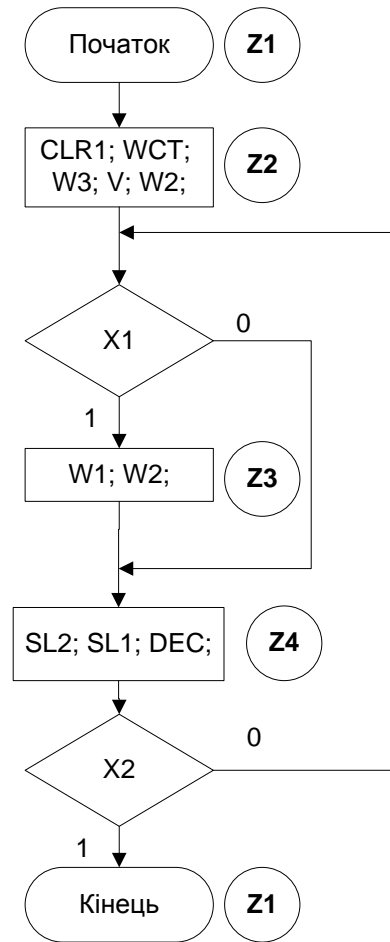 Початок
Z1
CLR1; WCT;
W3; V; W2;
Z2
X1
0
1
W1; W2;
Z3
SL2; SL1; DEC;
Z4
X2
0
1
Кінець
Z1